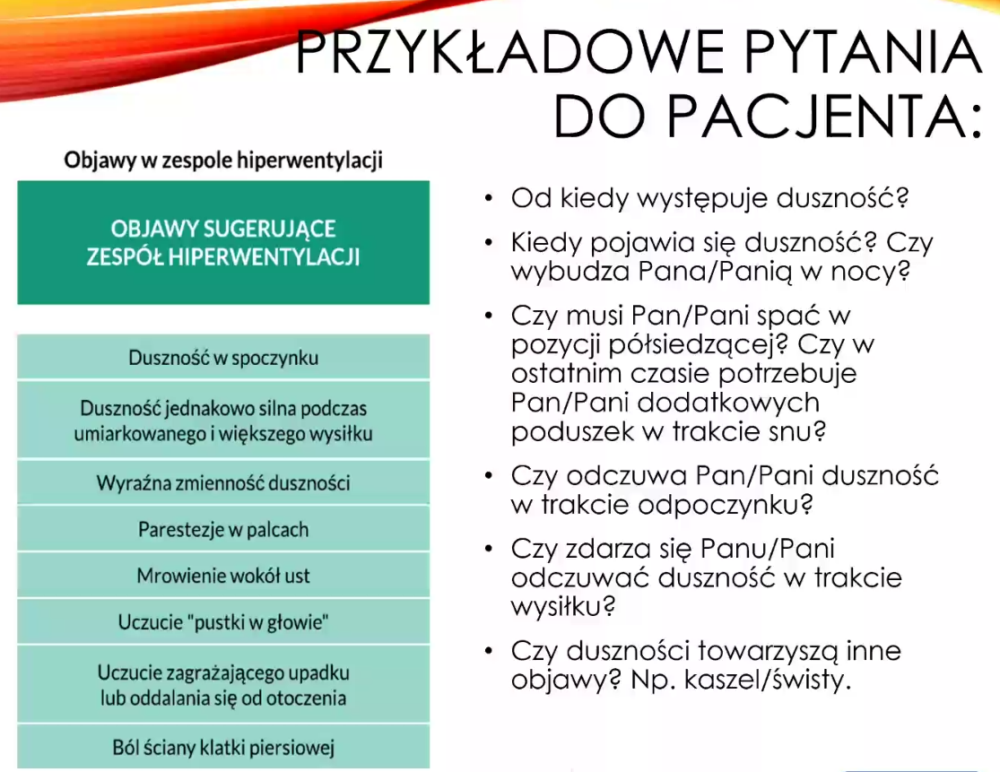 PRZYKŁADOWE PYTANIA
DO PACJENTA:
Objawy w zespole hiperwentylacji
OBJAWY SUGERUJĄCE
ZESPÓŁ HIPERWENTYLACJI
Duszność w spoczynku
Duszność jednakowo silna podczas
umiarkowanego i większego wysiłku
Wyraźna zmienność duszności
Parestezje w palcach
Mrowienie wokół ust
Uczucie "pustki w głowie"
Uczucie zagrażającego upadku
lub oddalania się od otoczenia
Ból ściany klatki piersiowej
• Od kiedy występuje duszność?
• Kiedy pojawia się duszność? Czy
wybudza Pana/Panią w nocy?
• Czy musi Pan/Pani spać w
pozycji półsiedzącej? Czy w
ostatnim czasie potrzebuje
Pan/Pani dodatkowych
poduszek w trakcie snu?
• Czy odczuwa Pan/Pani duszność
w trakcie odpoczynku?
• Czy zdarza się Panu/Pani
odczuwać duszność w trakcie
wysiłku?
• Czy duszności towarzyszą inne
objawy? Np. kaszel/świsty.